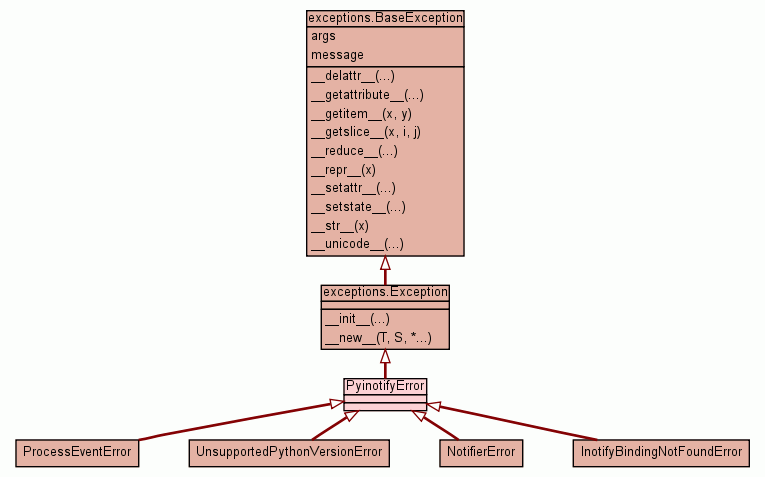 exceptions.BaseException
args
message
__delattr__(...)
__getattribute__(...)
__getitem__(x, y)
__getslice__(x, i, j)
__reduce__(...)
__repr__(x)
__setattr__(...)
__setstate__(...)
__str__(x)
__unicode__(...)
exceptions.Exception
__init__(...)
__new__(T, S, *...)
PyinotifyError
ProcessEventError
UnsupportedPythonVersionError
NotifierError
InotifyBindingNotFoundError